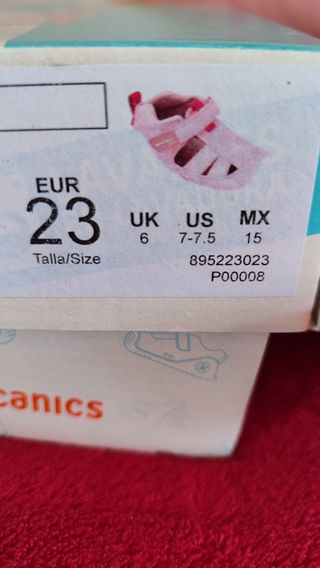 EUR
23
Talla/Size
UK US MX
6 7-7.5 15
895223023
P00008
canics